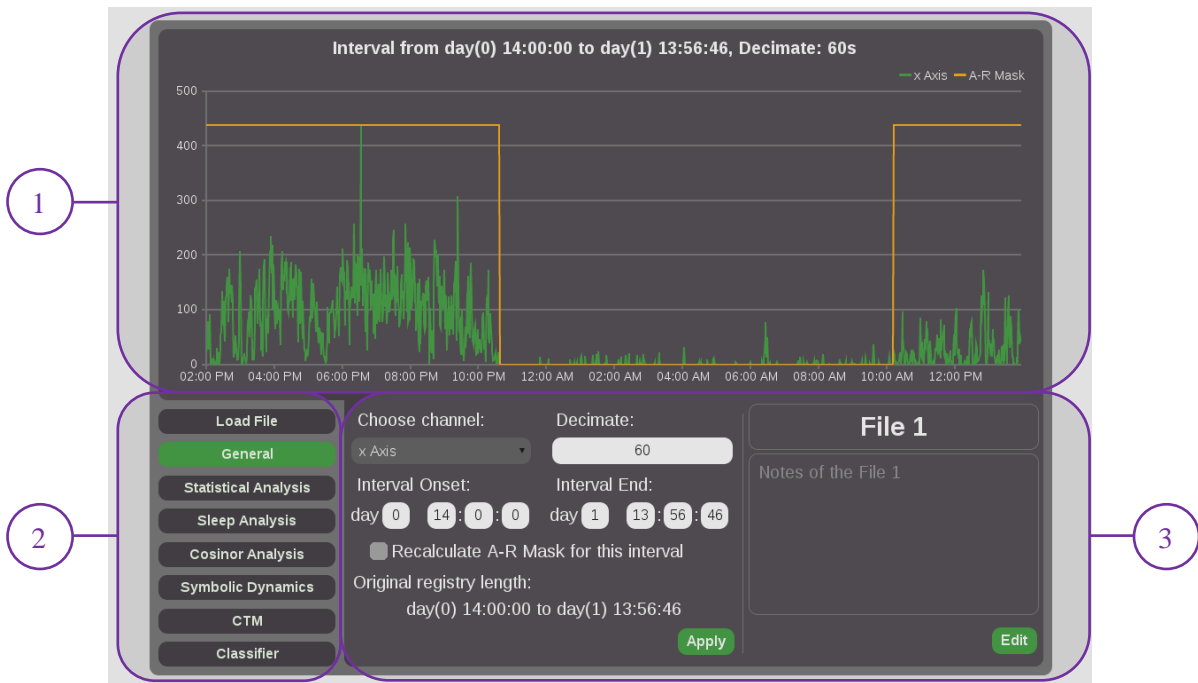 Interval from day(0) 14:00:00 to day(1) 13:56:46, Decimate: 60s
x Axis A-R Mask
500
400
300
200
100
0
02:00 PM 04:00 PM 06:00 PM 08:00 PM 10:00 PM 12:00 AM 02:00 AM 04:00 AM 06:00 AM 08:00 AM 10:00 AM 12:00 PM
1
2
Load File
General
Statistical Analysis
Sleep Analysis
Cosinor Analysis
Symbolic Dynamics
CTM
Classifier
Choose channel: Decimate:
x Axis 60
Interval Onset: Interval End:
day 0 14 : 0 : 0 day 1 13 : 56 : 46
Recalculate A-R Mask for this interval
Original registry length:
day(0) 14:00:00 to day(1) 13:56:46
Apply
File 1
Notes of the File 1
Edit
3